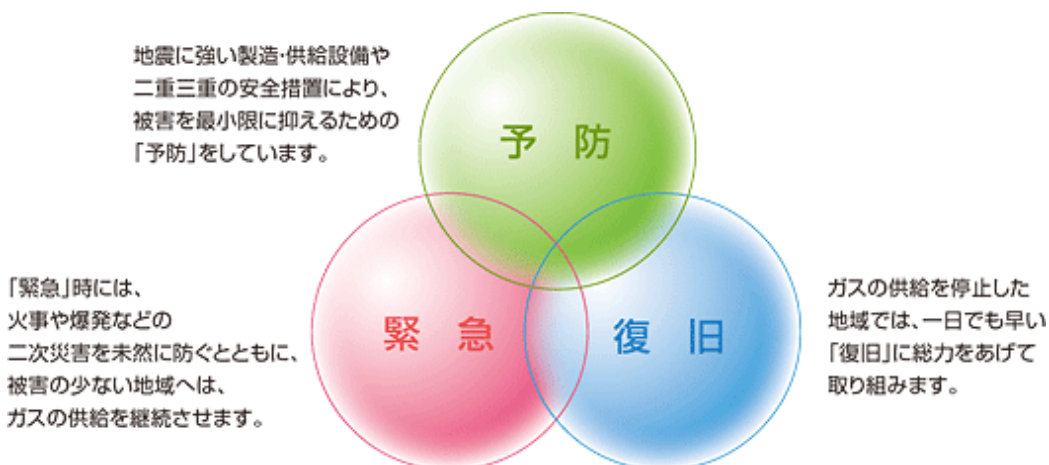 地震に強い製造・供給設備や
二重三重の安全措置により、
被害を最小限に抑えるための
「予防」をしています。
予 防
「緊急」時には、
火事や爆発などの
二次災害を未然に防ぐとともに、
被害の少ない地域へは、
ガスの供給を継続させます。
緊 急
復 旧
ガスの供給を停止した
地域では、一日でも早い
「復旧」に総力をあげて
取り組みます。